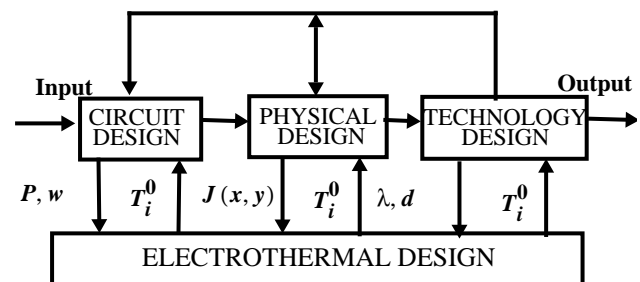 Input
Output
CIRCUIT
DESIGN
PHYSICAL
DESIGN
TECHNOLOGY
DESIGN
P, w
T_i^0
J (x, y)
T_i^0
λ, d
T_i^0
ELECTROTHERMAL DESIGN